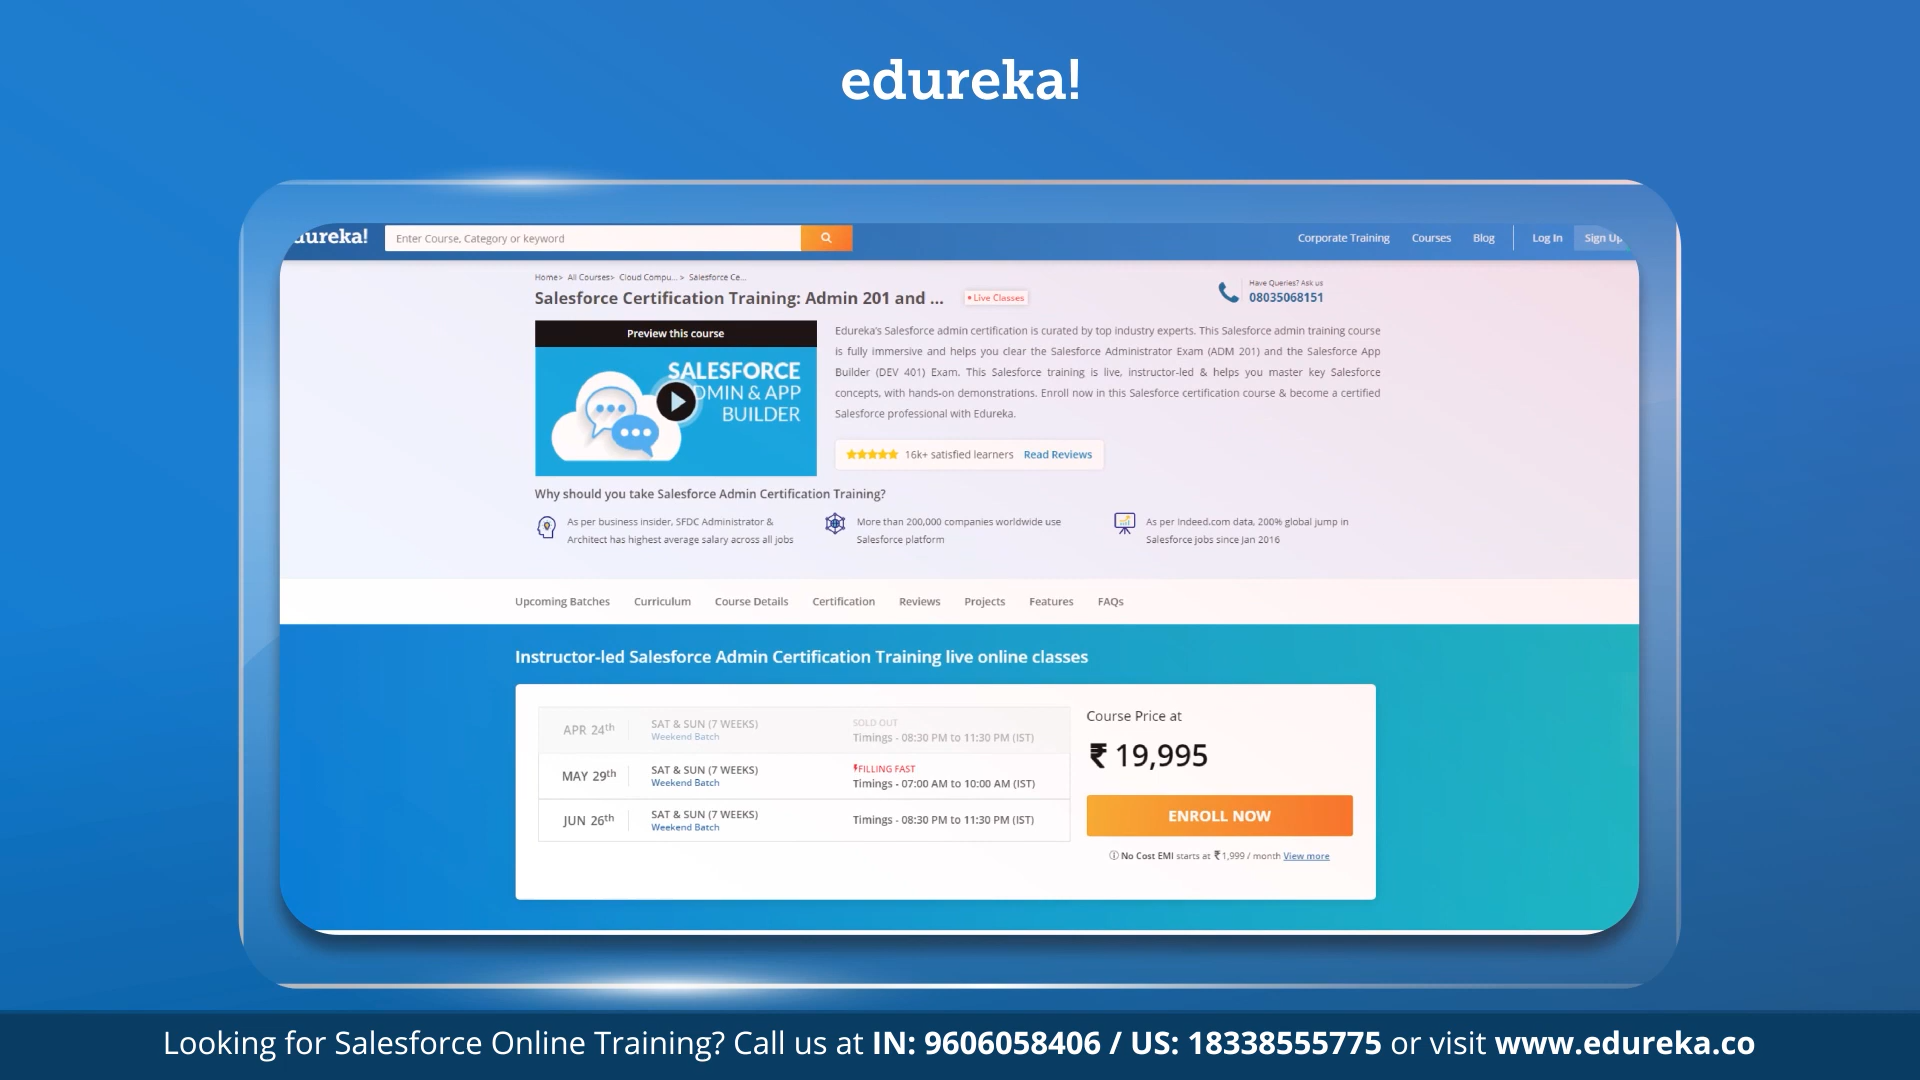 edureka!
Enter Course, Category or keyword
Corporate Training Courses Blog Log In Sign Up
Home> All Courses> Cloud Compu... > Salesforce Ce...
Salesforce Certification Training: Admin 201 and ... • Live Classes
Have Queries? Ask us
08035068151
Preview this course
SALESFORCE
ADMIN & APP
BUILDER
Edureka's Salesforce admin certification is curated by top industry experts. This Salesforce admin training course
is fully immersive and helps you clear the Salesforce Administrator Exam (ADM 201) and the Salesforce App
Builder (DEV 401) Exam. This Salesforce training is live, instructor-led & helps you master key Salesforce
concepts, with hands-on demonstrations. Enroll now in this Salesforce certification course & become a certified
Salesforce professional with Edureka.
16k+ satisfied learners Read Reviews
Why should you take Salesforce Admin Certification Training?
As per business insider, SFDC Administrator &
Architect has highest average salary across all jobs
More than 200,000 companies worldwide use
Salesforce platform
As per Indeed.com data, 200% global jump in
Salesforce jobs since Jan 2016
Upcoming Batches Curriculum Course Details Certification Reviews Projects Features FAQs
Instructor-led Salesforce Admin Certification Training live online classes
APR 24th SAT & SUN (7 WEEKS) SOLD OUT
Weekend Batch Timings - 08:30 PM to 11:30 PM (IST)
MAY 29th SAT & SUN (7 WEEKS) FILLING FAST
Weekend Batch Timings - 07:00 AM to 10:00 AM (IST)
JUN 26th SAT & SUN (7 WEEKS) Timings - 08:30 PM to 11:30 PM (IST)
Weekend Batch
Course Price at
₹ 19,995
ENROLL NOW
No Cost EMI starts at ₹ 1,999 / month View more
Looking for Salesforce Online Training? Call us at IN: 9606058406 / US: 18338555775 or visit www.edureka.co